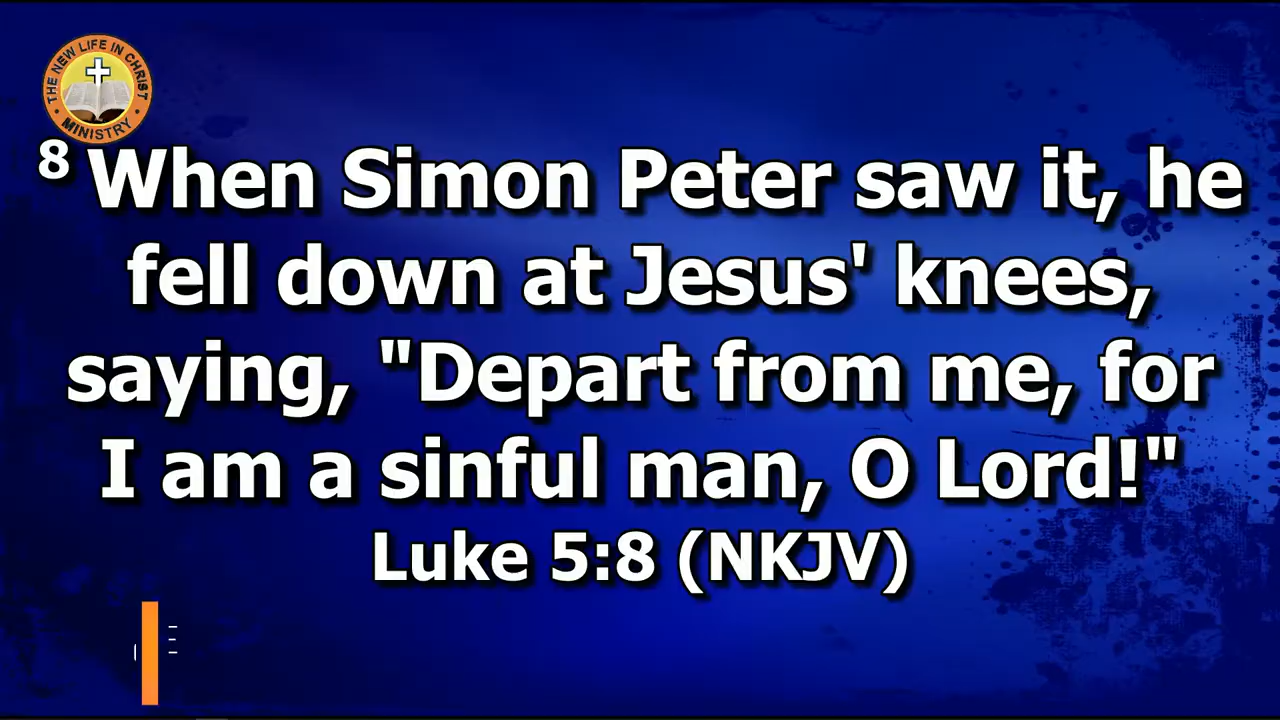 THE NEW LIFE IN CHRIST
MINISTRY
8 When Simon Peter saw it, he
fell down at Jesus' knees,
saying, "Depart from me, for
I am a sinful man, O Lord!"
Luke 5:8 (NKJV)